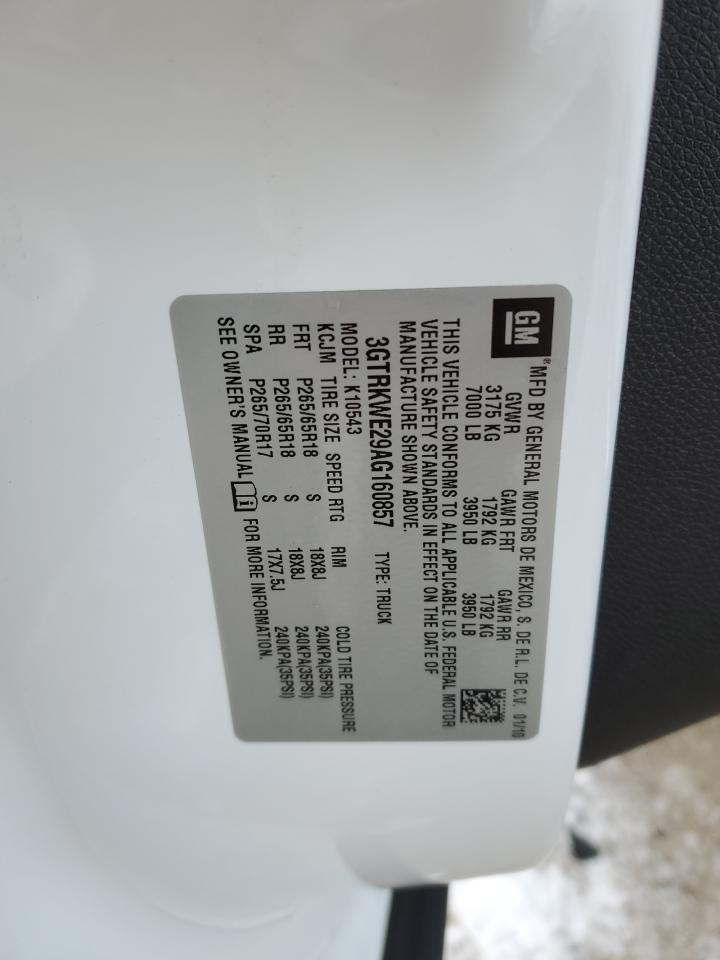 GM
® MFD BY GENERAL MOTORS DE MEXICO, S. DE R.L. DE C.V. 01/10
GVWR GAWR FRT GAWR RR
3175 KG 1792 KG 1792 KG
7000 LB 3950 LB 3950 LB
THIS VEHICLE CONFORMS TO ALL APPLICABLE U.S. FEDERAL MOTOR
VEHICLE SAFETY STANDARDS IN EFFECT ON THE DATE OF
MANUFACTURE SHOWN ABOVE.
3GTRKWE29AG160857 TYPE: TRUCK
MODEL: K10543
KCJM TIRE SIZE SPEED RTG RIM COLD TIRE PRESSURE
FRT P265/65R18 S 18X8J 240KPA(35PSI)
RR P265/65R18 S 18X8J 240KPA(35PSI)
SPA P265/70R17 S 17X7.5J 240KPA(35PSI)
SEE OWNER'S MANUAL i FOR MORE INFORMATION.